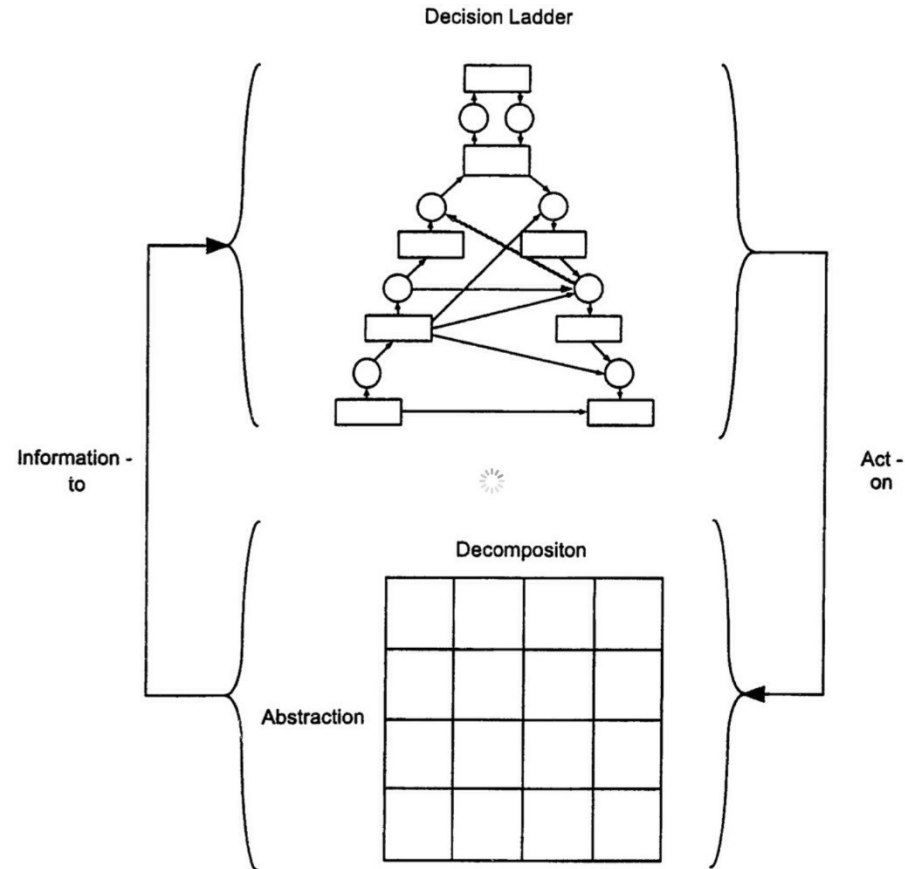 Decision Ladder
Information -
to
Act -
on
Decompositon
Abstraction